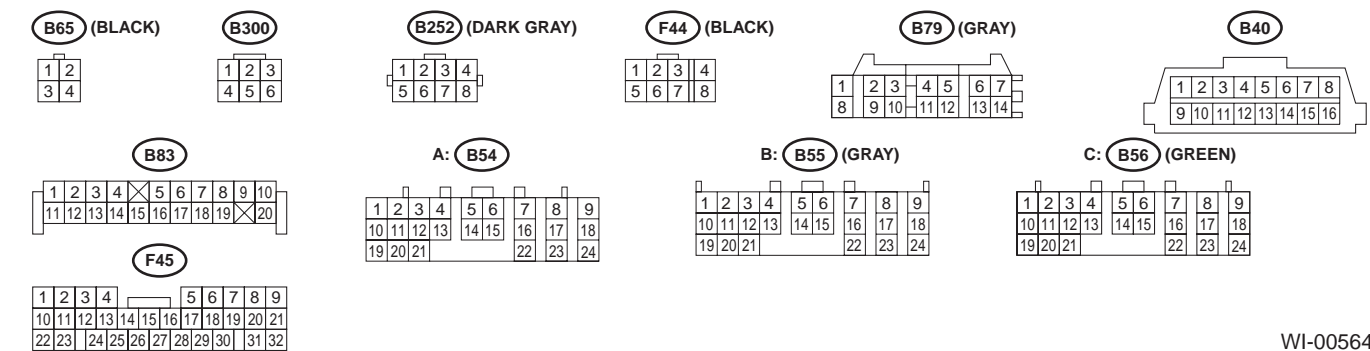 B65 (BLACK) B300 B252 (DARK GRAY) F44 (BLACK) B79 (GRAY) B40
1 2
3 4
1 2 3
4 5 6
1 2 3 4
5 6 7 8
1 2 3 4
5 6 7 8
1 2 3 4 5 6 7
8 9 10 11 12 13 14
1 2 3 4 5 6 7 8
9 10 11 12 13 14 15 16
B83 A: B54 B: B55 (GRAY) C: B56 (GREEN)
1 2 3 4 5 6 7 8 9 10
11 12 13 14 15 16 17 18 19 20
1 2 3 4 5 6 7 8 9
10 11 12 13 14 15 16 17 18
19 20 21 22 23 24
1 2 3 4 5 6 7 8 9
10 11 12 13 14 15 16 17 18
19 20 21 22 23 24
1 2 3 4 5 6 7 8 9
10 11 12 13 14 15 16 17 18
19 20 21 22 23 24
F45
1 2 3 4 5 6 7 8 9
10 11 12 13 14 15 16 17 18 19 20 21
22 23 24 25 26 27 28 29 30 31 32
WI-00564